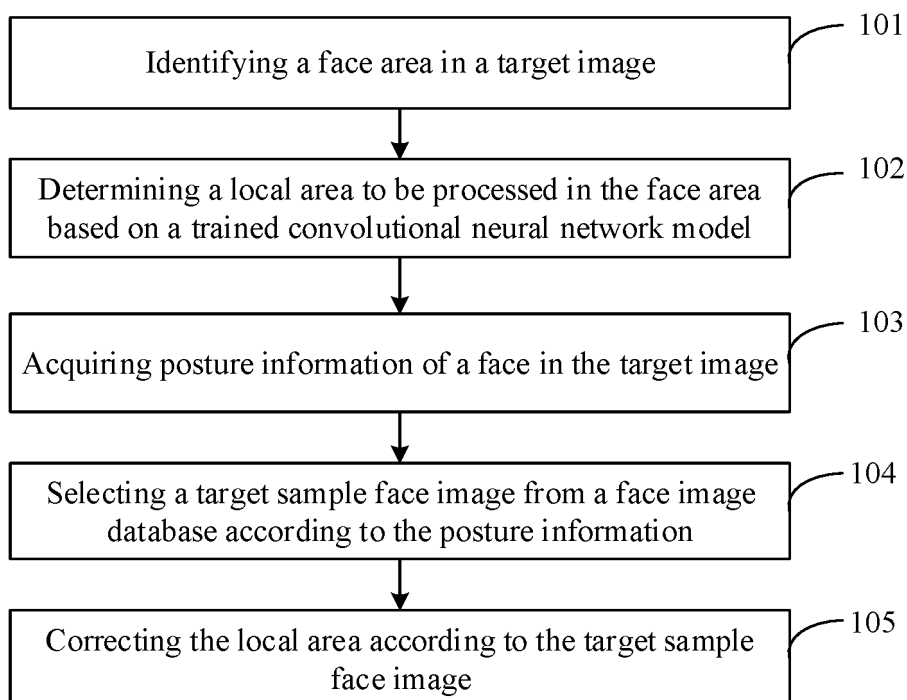 101
Identifying a face area in a target image
102
Determining a local area to be processed in the face area
based on a trained convolutional neural network model
103
Acquiring posture information of a face in the target image
104
Selecting a target sample face image from a face image
database according to the posture information
105
Correcting the local area according to the target sample
face image